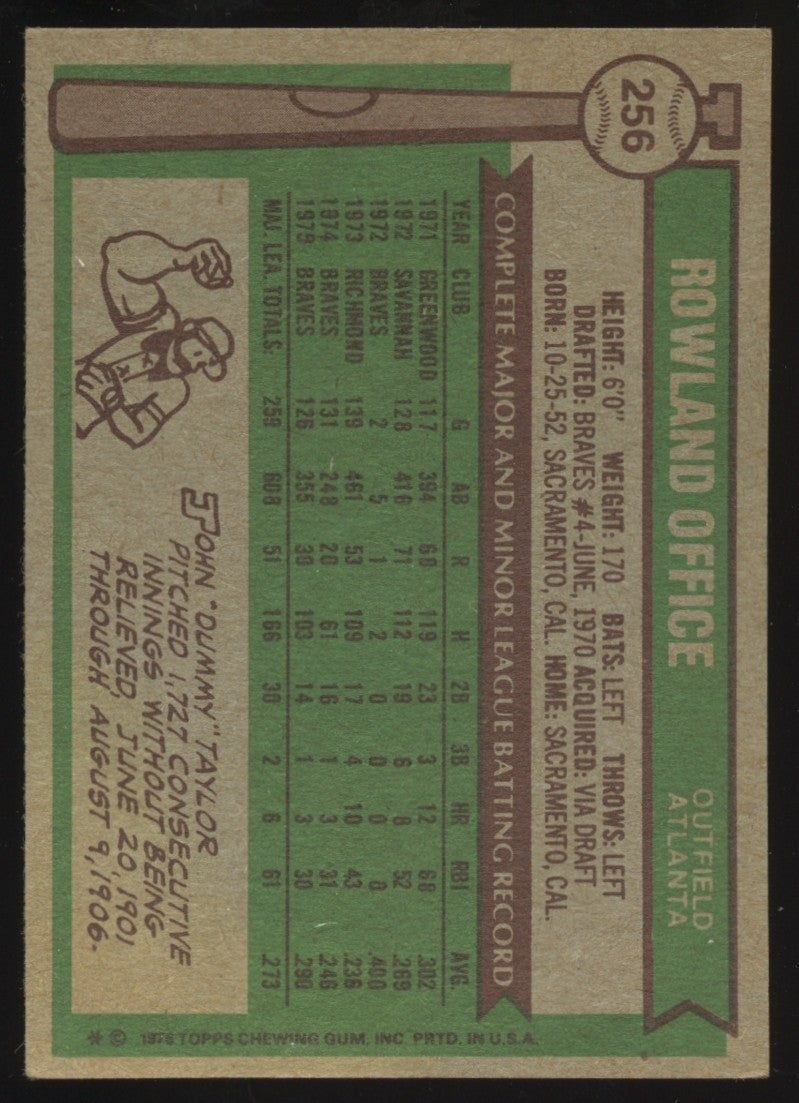 256
ROWLAND OFFICE
OUTFIELD
ATLANTA
HEIGHT: 6'0" WEIGHT: 170 BATS: LEFT THROWS: LEFT
DRAFTED: BRAVES #4-JUNE, 1970 ACQUIRED: VIA DRAFT
BORN: 10-25-52, SACRAMENTO, CAL. HOME: SACRAMENTO, CAL.
COMPLETE MAJOR AND MINOR LEAGUE BATTING RECORD
YEAR CLUB G AB R H 2B 3B HR RBI AVG.
1971 GREENWOOD 117 394 60 119 23 3 12 68 .302
1972 SAVANNAH 128 416 71 112 19 6 8 52 .269
1972 BRAVES 2 5 1 2 0 0 0 0 .400
1973 RICHMOND 139 461 53 109 17 4 10 43 .236
1974 BRAVES 131 248 20 61 16 1 3 31 .246
1975 BRAVES 126 355 30 103 14 1 3 30 .290
MAJ. LEA. TOTALS: 259 608 51 166 30 2 6 61 .273
JOHN "DUMMY" TAYLOR
PITCHED 1,727 CONSECUTIVE
INNINGS WITHOUT BEING
RELIEVED, JUNE 20, 1901
THROUGH AUGUST 9, 1906.
* © 1976 TOPPS CHEWING GUM, INC. PRTD. IN U.S.A.